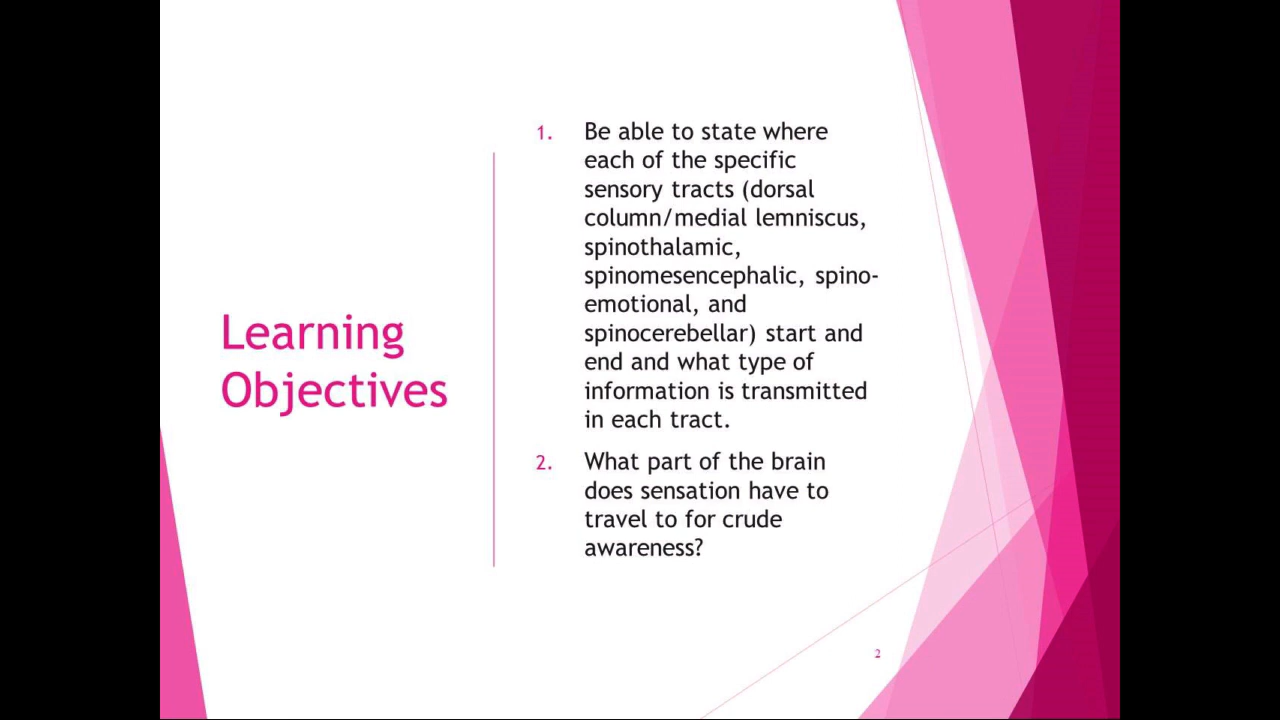 Learning
Objectives
1. Be able to state where
each of the specific
sensory tracts (dorsal
column/medial lemniscus,
spinothalamic,
spinomesencephalic, spino-
emotional, and
spinocerebellar) start and
end and what type of
information is transmitted
in each tract.
2. What part of the brain
does sensation have to
travel to for crude
awareness?
2